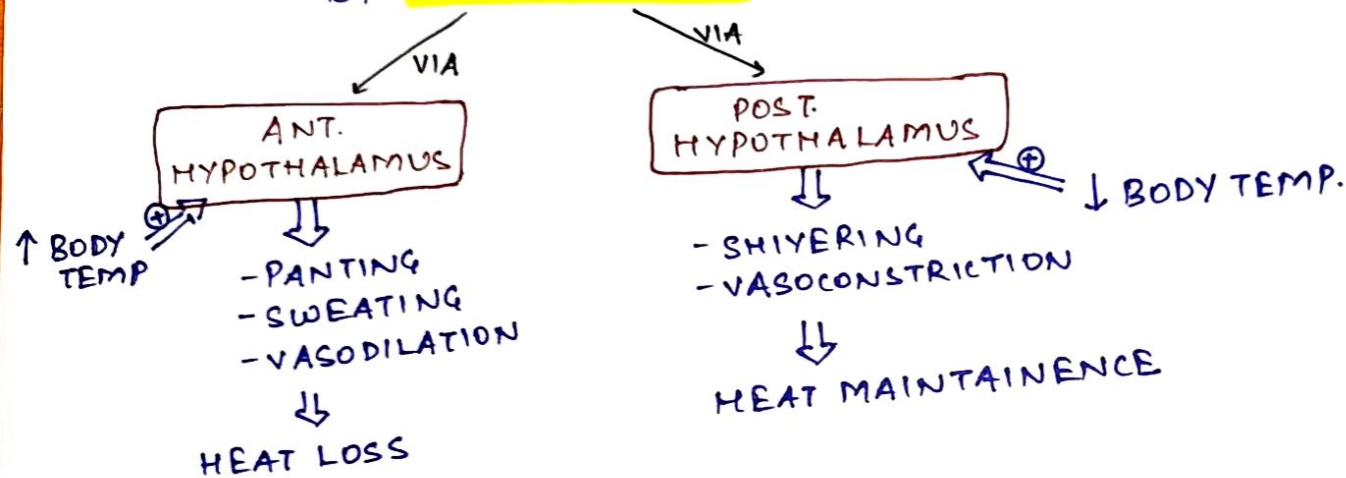 VIA
VIA
ANT.
HYPOTHALAMUS
POST.
HYPOTHALAMUS
↑ BODY
TEMP
⊕
⊕
↓ BODY TEMP.
- PANTING
- SWEATING
- VASODILATION
- SHIVERING
- VASOCONSTRICTION
HEAT LOSS
HEAT MAINTAINENCE